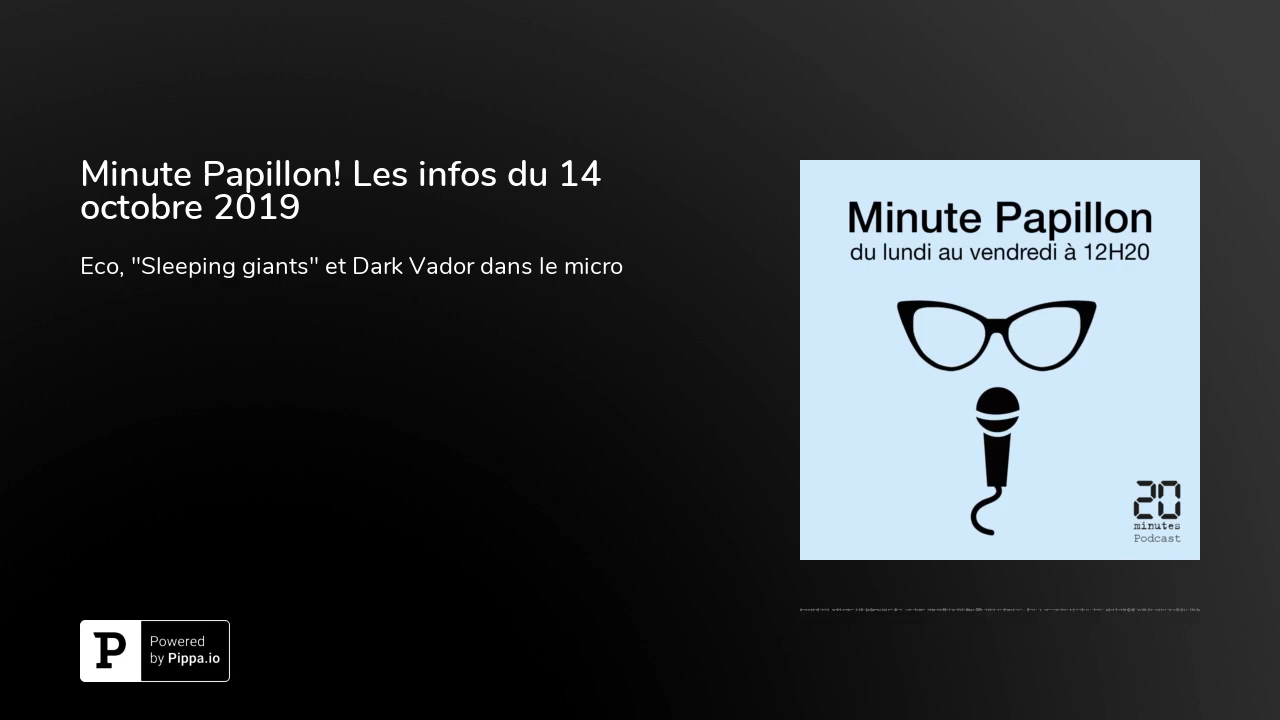 Minute Papillon! Les infos du 14
octobre 2019
Eco, "Sleeping giants" et Dark Vador dans le micro
Minute Papillon
du lundi au vendredi à 12H20
20
minutes
Podcast
P
Powered
by Pippa.io